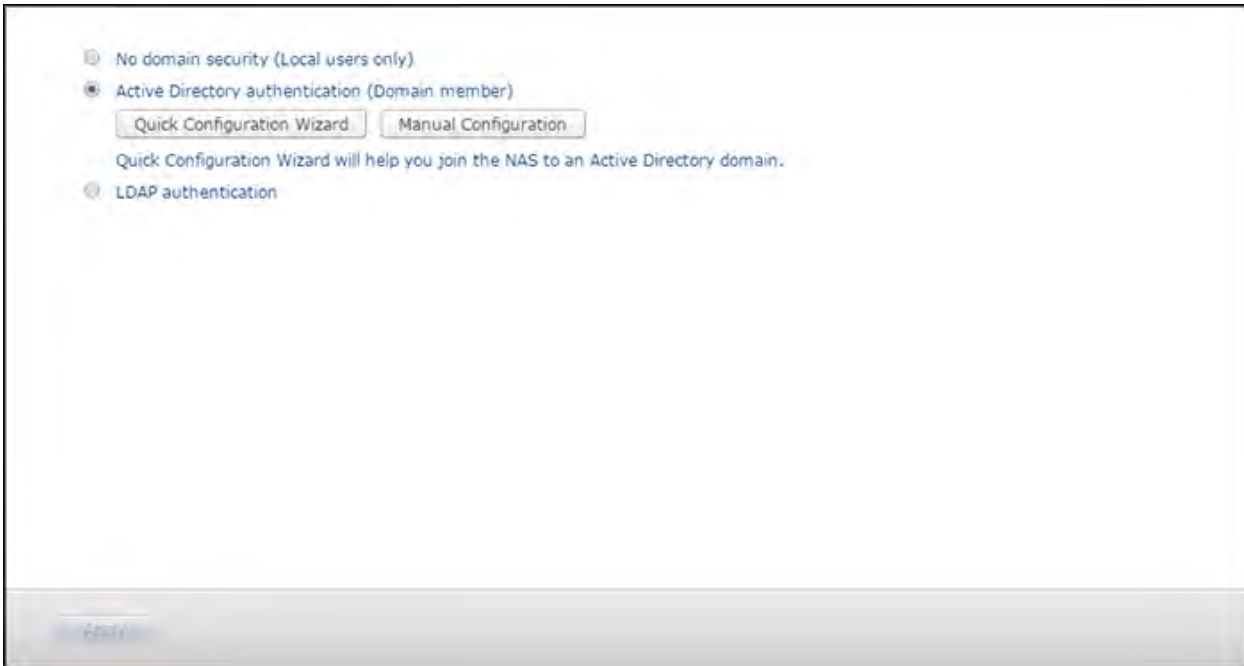 No domain security (Local users only)
Active Directory authentication (Domain member)
Quick Configuration Wizard Manual Configuration
Quick Configuration Wizard will help you join the NAS to an Active Directory domain.
LDAP authentication